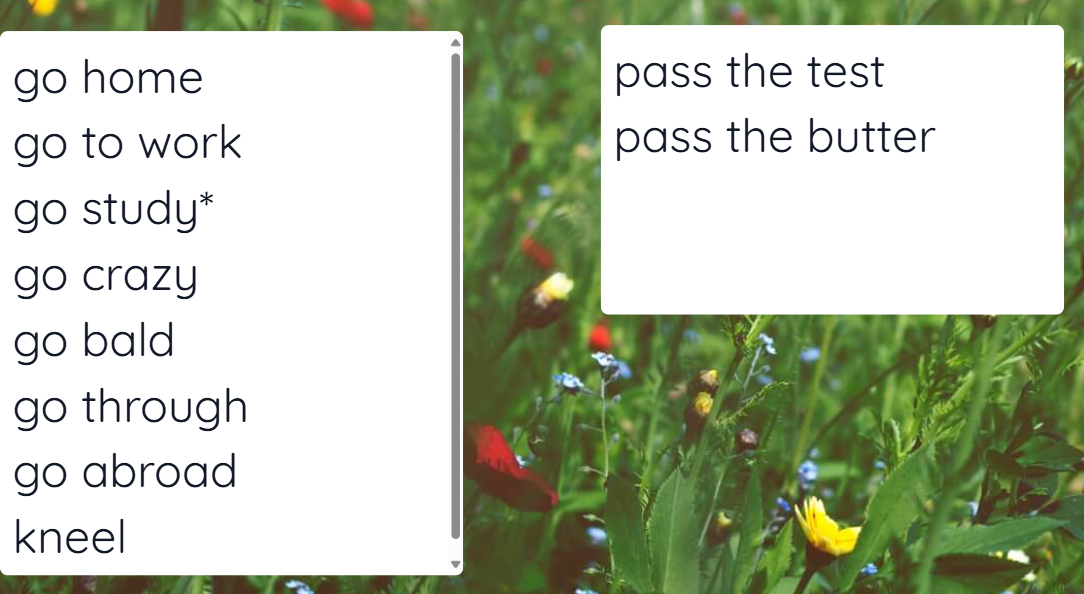 go home
go to work
go study*
go crazy
go bald
go through
go abroad
kneel
pass the test
pass the butter